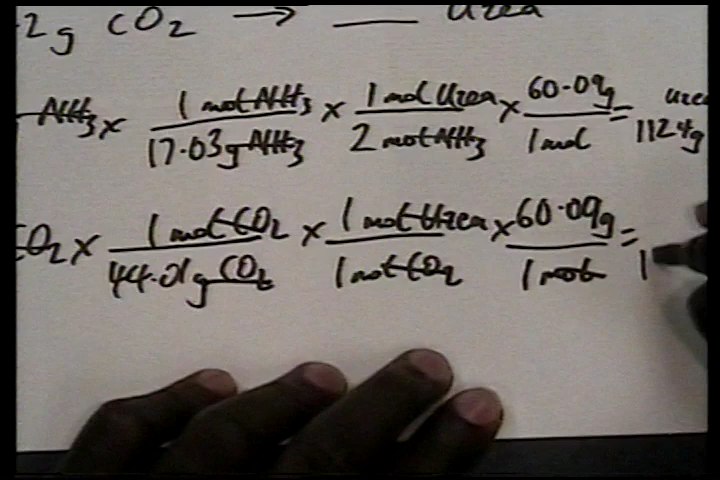 2g CO2 → ___ Urea
NH3 x 1 mol NH3 / 17.03g NH3 x 1 mol Urea / 2 mol NH3 x 60.09g / 1 mol = 1124g urea
CO2 x 1 mol CO2 / 44.01g CO2 x 1 mol Urea / 1 mol CO2 x 60.09g / 1 mol = 1